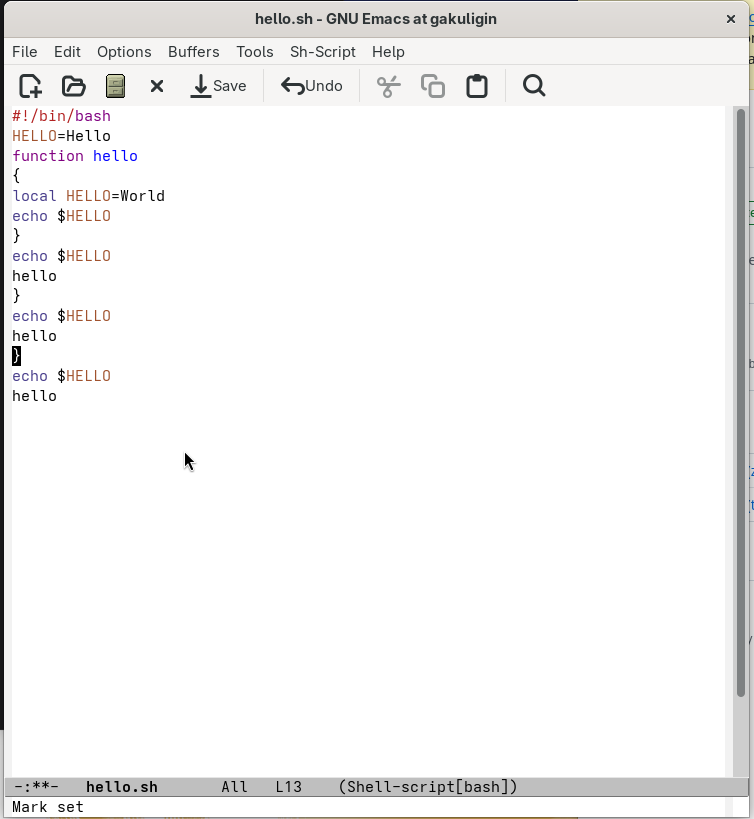 hello.sh - GNU Emacs at gakuligin
File Edit Options Buffers Tools Sh-Script Help
Save Undo
#!/bin/bash
HELLO=Hello
function hello
{
local HELLO=World
echo $HELLO
}
echo $HELLO
hello
}
echo $HELLO
hello
}
echo $HELLO
hello
-:**- hello.sh All L13 (Shell-script[bash])
Mark set